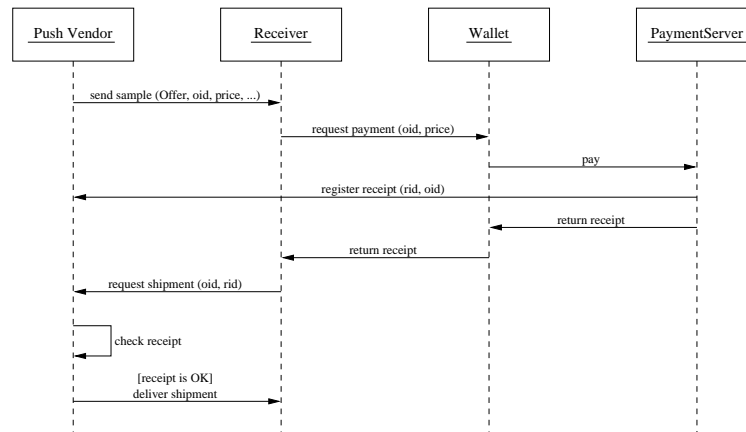 Push Vendor
Receiver
Wallet
PaymentServer
send sample (Offer, oid, price, ...)
request payment (oid, price)
pay
register receipt (rid, oid)
return receipt
return receipt
request shipment (oid, rid)
check receipt
[receipt is OK]
deliver shipment